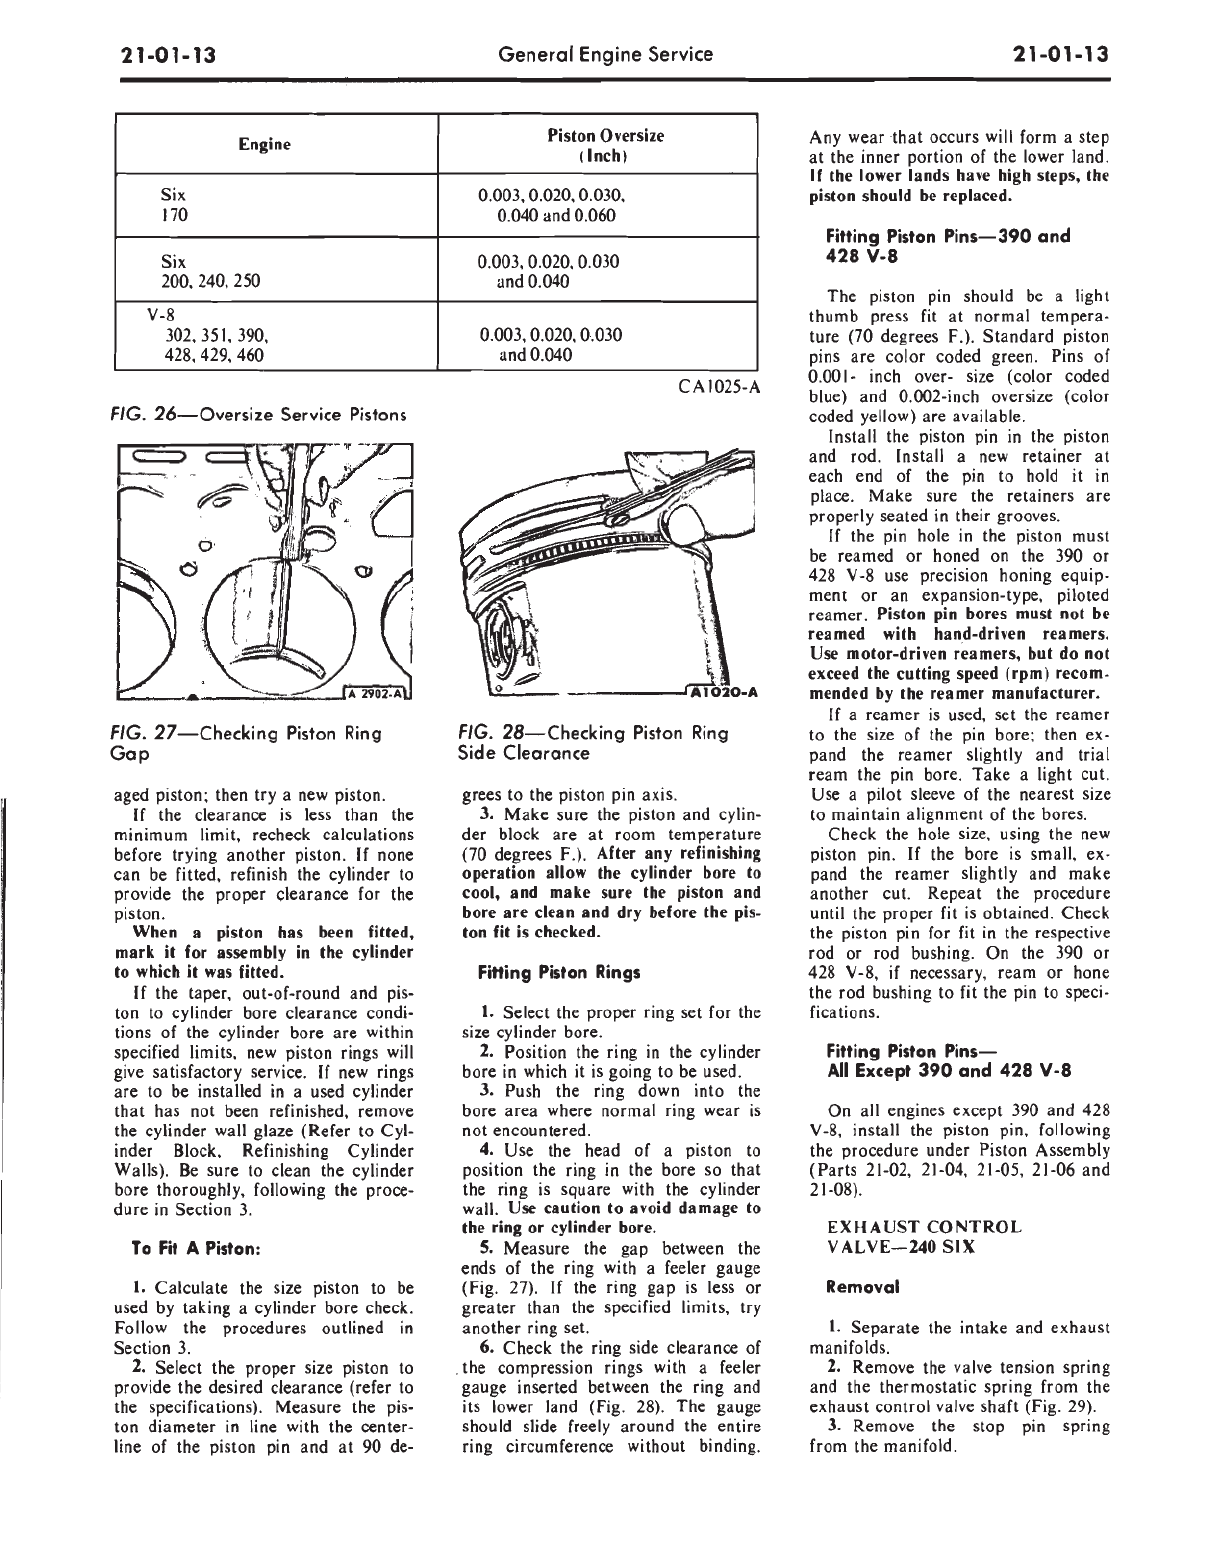 21-01-13
General Engine Service
21-01-13
Engine
Piston Oversize
(Inch)
Six
170
0.003, 0.020, 0.030,
0.040 and 0.060
Six
200, 240, 250
0.003, 0.020, 0.030
and 0.040
V-8
302, 351, 390,
428, 429, 460
0.003, 0.020, 0.030
and 0.040
CA1025-A
FIG. 26—Oversize Service Pistons
A 2902-A
A1020-A
FIG. 27—Checking Piston Ring
Gap
FIG. 28—Checking Piston Ring
Side Clearance
aged piston; then try a new piston.
If the clearance is less than the
minimum limit, recheck calculations
before trying another piston. If none
can be fitted, refinish the cylinder to
provide the proper clearance for the
piston.
When a piston has been fitted,
mark it for assembly in the cylinder
to which it was fitted.
If the taper, out-of-round and pis-
ton to cylinder bore clearance condi-
tions of the cylinder bore are within
specified limits, new piston rings will
give satisfactory service. If new rings
are to be installed in a used cylinder
that has not been refinished, remove
the cylinder wall glaze (Refer to Cyl-
inder Block, Refinishing Cylinder
Walls). Be sure to clean the cylinder
bore thoroughly, following the proce-
dure in Section 3.
To Fit A Piston:
1. Calculate the size piston to be
used by taking a cylinder bore check.
Follow the procedures outlined in
Section 3.
2. Select the proper size piston to
provide the desired clearance (refer to
the specifications). Measure the pis-
ton diameter in line with the center-
line of the piston pin and at 90 de-
grees to the piston pin axis.
3. Make sure the piston and cylin-
der block are at room temperature
(70 degrees F.). After any refinishing
operation allow the cylinder bore to
cool, and make sure the piston and
bore are clean and dry before the pis-
ton fit is checked.
Fitting Piston Rings
1. Select the proper ring set for the
size cylinder bore.
2. Position the ring in the cylinder
bore in which it is going to be used.
3. Push the ring down into the
bore area where normal ring wear is
not encountered.
4. Use the head of a piston to
position the ring in the bore so that
the ring is square with the cylinder
wall. Use caution to avoid damage to
the ring or cylinder bore.
5. Measure the gap between the
ends of the ring with a feeler gauge
(Fig. 27). If the ring gap is less or
greater than the specified limits, try
another ring set.
6. Check the ring side clearance of
the compression rings with a feeler
gauge inserted between the ring and
its lower land (Fig. 28). The gauge
should slide freely around the entire
ring circumference without binding.
Any wear that occurs will form a step
at the inner portion of the lower land.
If the lower lands have high steps, the
piston should be replaced.
Fitting Piston Pins—390 and
428 V-8
The piston pin should be a light
thumb press fit at normal tempera-
ture (70 degrees F.). Standard piston
pins are color coded green. Pins of
0.001- inch over- size (color coded
blue) and 0.002-inch oversize (color
coded yellow) are available.
Install the piston pin in the piston
and rod. Install a new retainer at
each end of the pin to hold it in
place. Make sure the retainers are
properly seated in their grooves.
If the pin hole in the piston must
be reamed or honed on the 390 or
428 V-8 use precision honing equip-
ment or an expansion-type, piloted
reamer. Piston pin bores must not be
reamed with hand-driven reamers.
Use motor-driven reamers, but do not
exceed the cutting speed (rpm) recom-
mended by the reamer manufacturer.
If a reamer is used, set the reamer
to the size of the pin bore; then ex-
pand the reamer slightly and trial
ream the pin bore. Take a light cut.
Use a pilot sleeve of the nearest size
to maintain alignment of the bores.
Check the hole size, using the new
piston pin. If the bore is small, ex-
pand the reamer slightly and make
another cut. Repeat the procedure
until the proper fit is obtained. Check
the piston pin for fit in the respective
rod or rod bushing. On the 390 or
428 V-8, if necessary, ream or hone
the rod bushing to fit the pin to speci-
fications.
Fitting Piston Pins—
All Except 390 and 428 V-8
On all engines except 390 and 428
V-8, install the piston pin, following
the procedure under Piston Assembly
(Parts 21-02, 21-04, 21-05, 21-06 and
21-08).
EXHAUST CONTROL
VALVE—240 SIX
Removal
1. Separate the intake and exhaust
manifolds.
2. Remove the valve tension spring
and the thermostatic spring from the
exhaust control valve shaft (Fig. 29).
3. Remove the stop pin spring
from the manifold.